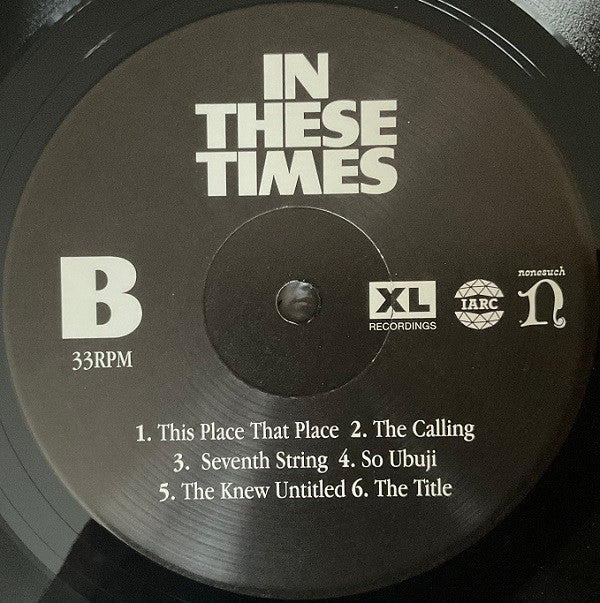 IN
THESE
TIMES
B
33RPM
XL
RECORDINGS
IARC
nonesuch
n
1. This Place That Place 2. The Calling
3. Seventh String 4. So Ubuji
5. The Knew Untitled 6. The Title